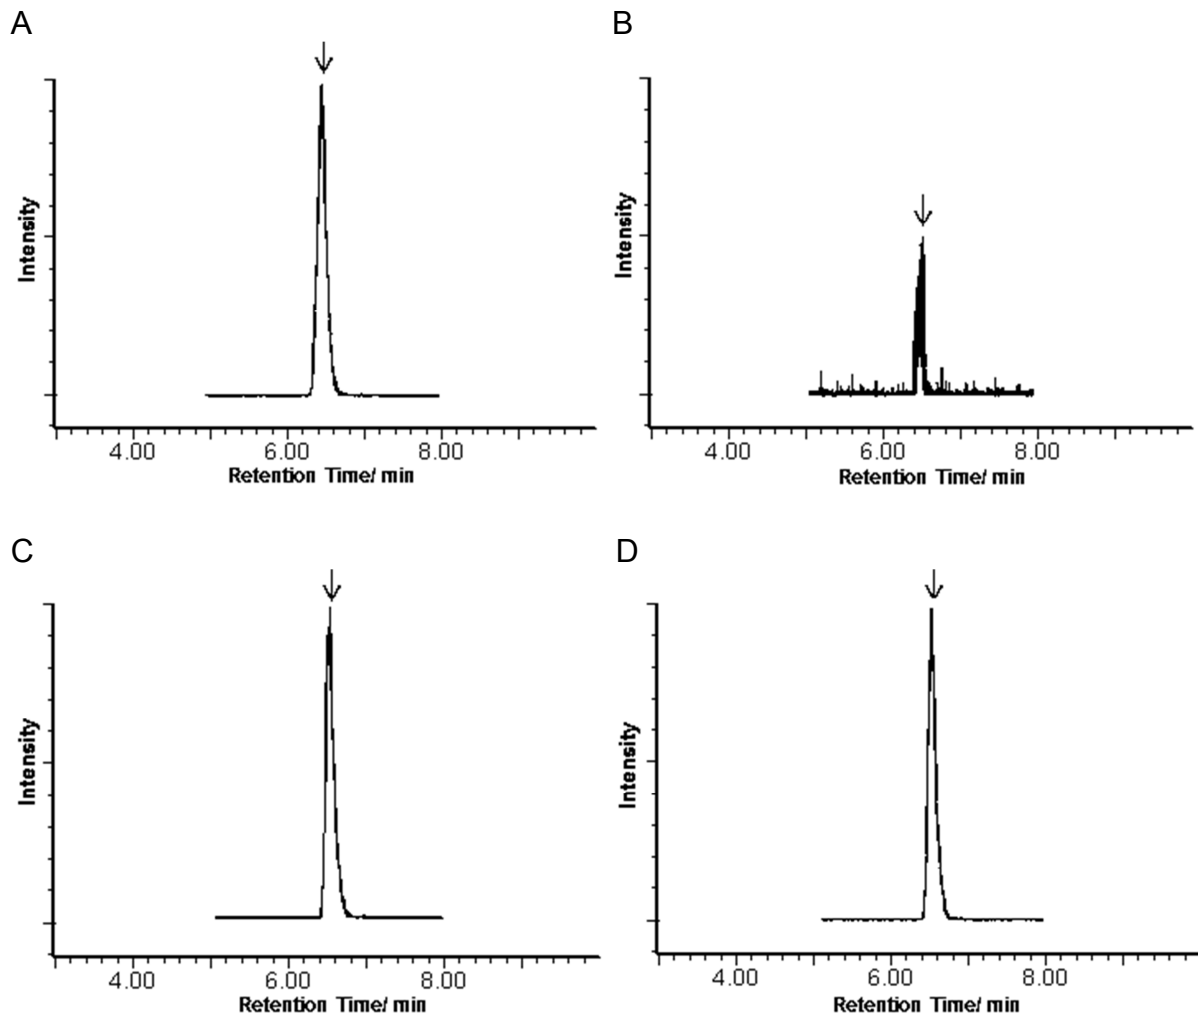 A
B
Intensity
Intensity
4.00 6.00 8.00
4.00 6.00 8.00
Retention Time/ min
Retention Time/ min
C
D
Intensity
Intensity
4.00 6.00 8.00
4.00 6.00 8.00
Retention Time/ min
Retention Time/ min